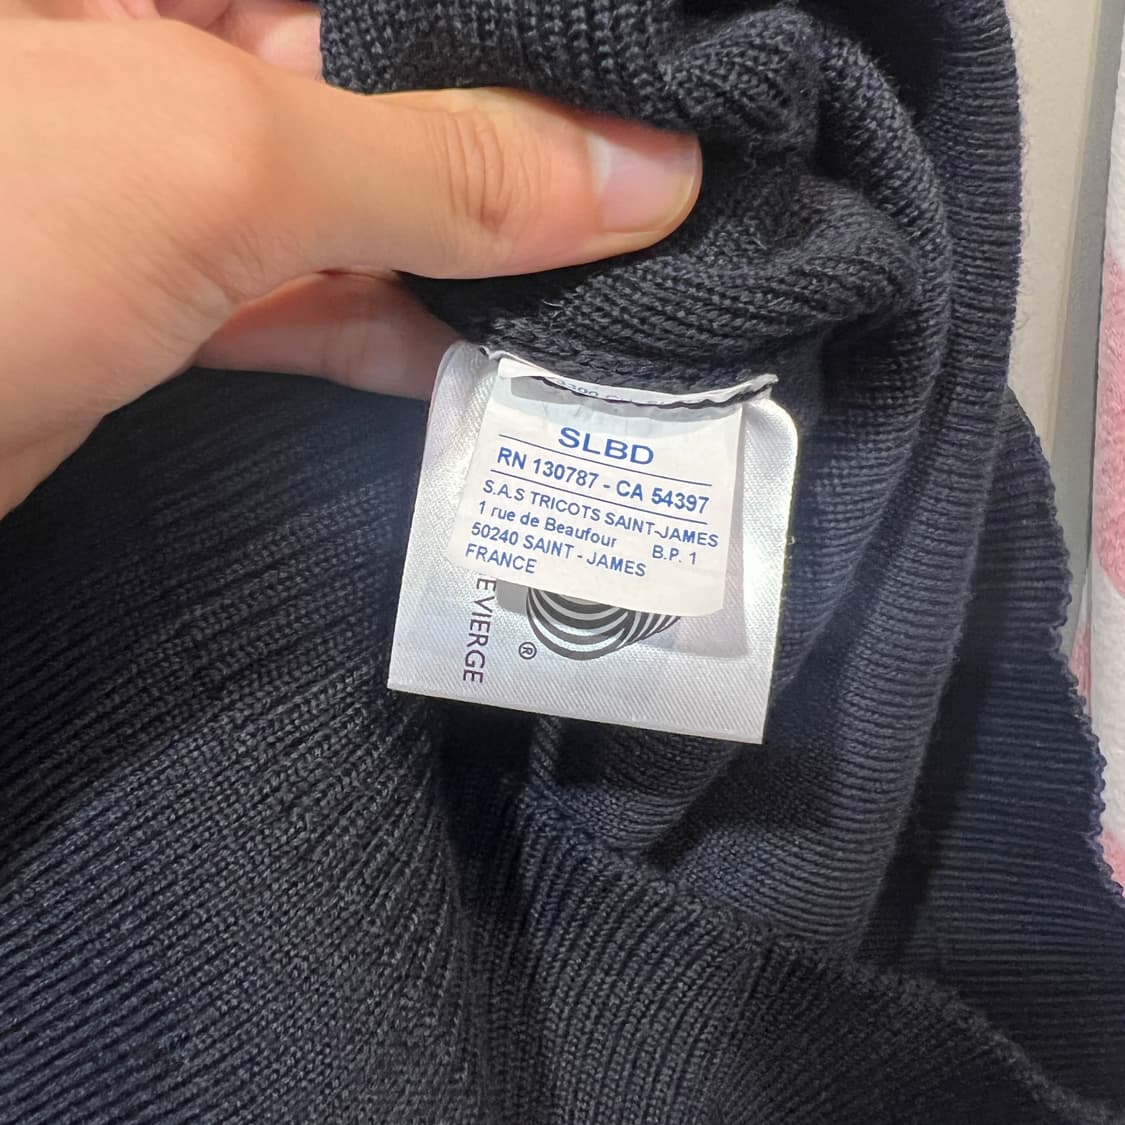 SLBD
RN 130787 - CA 54397
S.A.S TRICOTS SAINT-JAMES
1 rue de Beaufour B.P. 1
50240 SAINT - JAMES
FRANCE
VIERGE
®